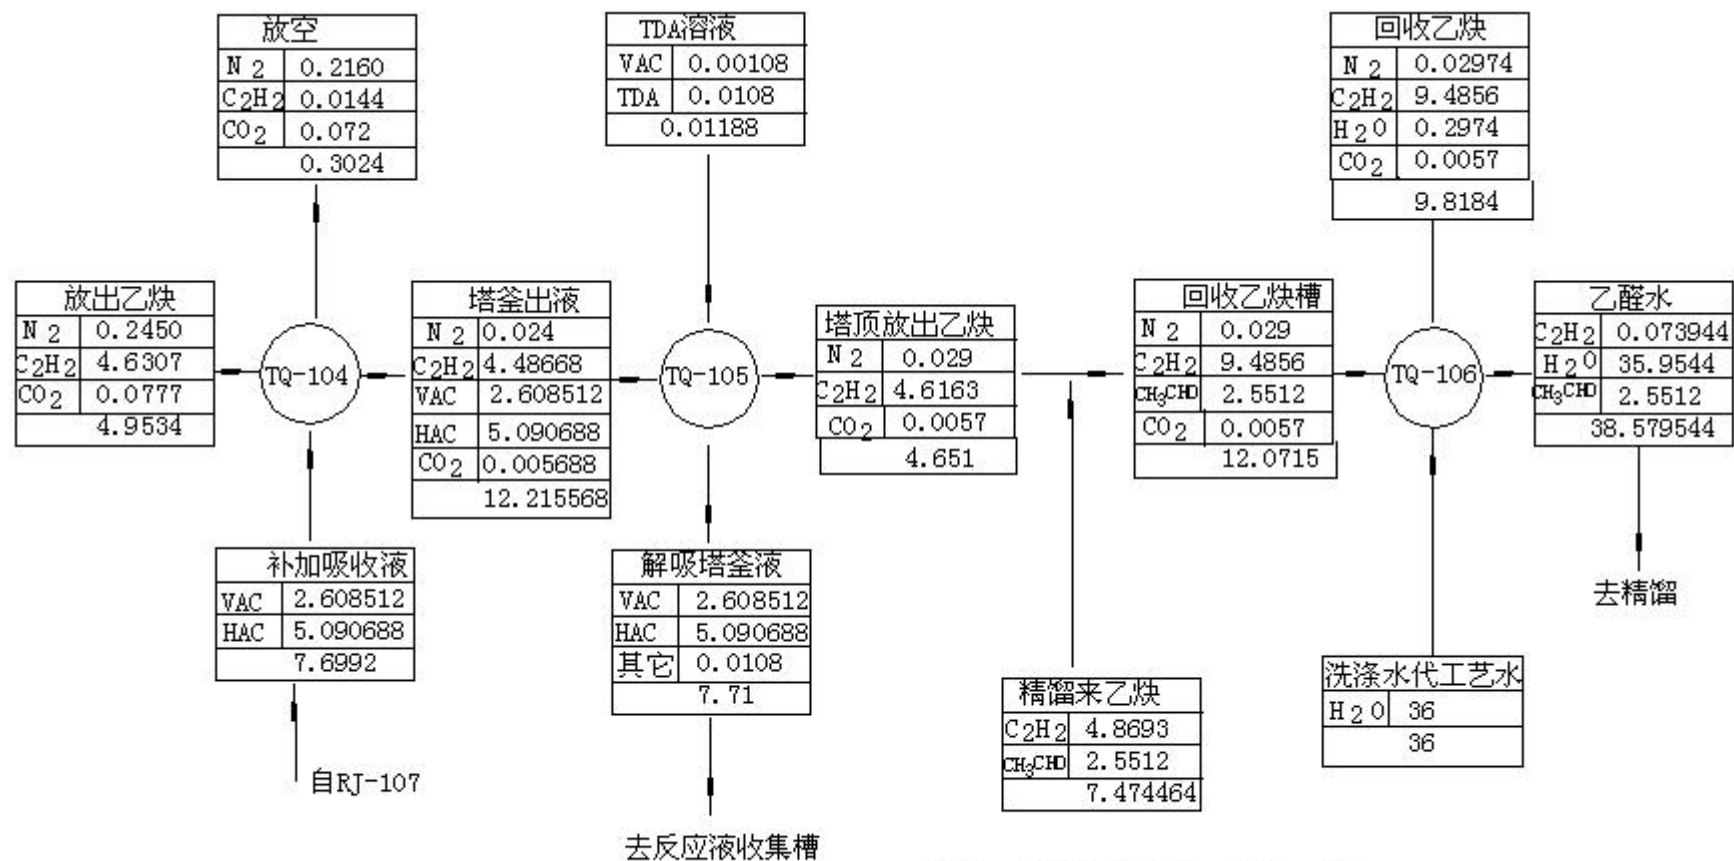 放空
N2 0.2160
C2H2 0.0144
CO2 0.072
0.3024
TDA溶液
VAC 0.00108
TDA 0.0108
0.01188
回收乙炔
N2 0.02974
C2H2 9.4856
H2O 0.2974
CO2 0.0057
9.8184
放出乙炔
N2 0.2450
C2H2 4.6307
CO2 0.0777
4.9534
TQ-104
塔釜出液
N2 0.024
C2H2 4.48668
VAC 2.608512
HAC 5.090688
CO2 0.005688
12.215568
TQ-105
塔顶放出乙炔
N2 0.029
C2H2 4.6163
CO2 0.0057
4.651
回收乙炔槽
N2 0.029
C2H2 9.4856
CH3CHO 2.5512
CO2 0.0057
12.0715
TQ-106
乙醛水
C2H2 0.073944
H2O 35.9544
CH3CHO 2.5512
38.579544
去精馏
补加吸收液
VAC 2.608512
HAC 5.090688
7.6992
自RJ-107
解吸塔釜液
VAC 2.608512
HAC 5.090688
其它 0.0108
7.71
去反应液收集槽
精馏来乙炔
C2H2 4.8693
CH3CHO 2.5512
7.474464
洗涤水代工艺水
H2O 36
36